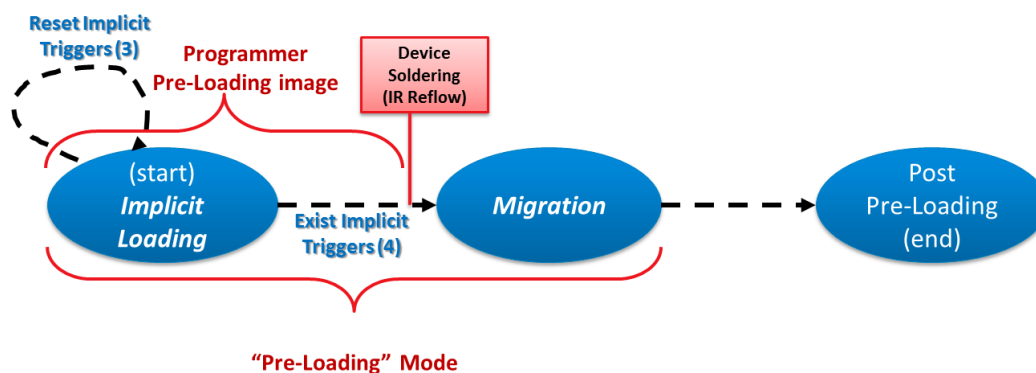 Reset Implicit
Triggers (3)
Programmer
Pre-Loading image
Device
Soldering
(IR Reflow)
(start)
Implicit
Loading
Exist Implicit
Triggers (4)
Migration
Post
Pre-Loading
(end)
“Pre-Loading” Mode